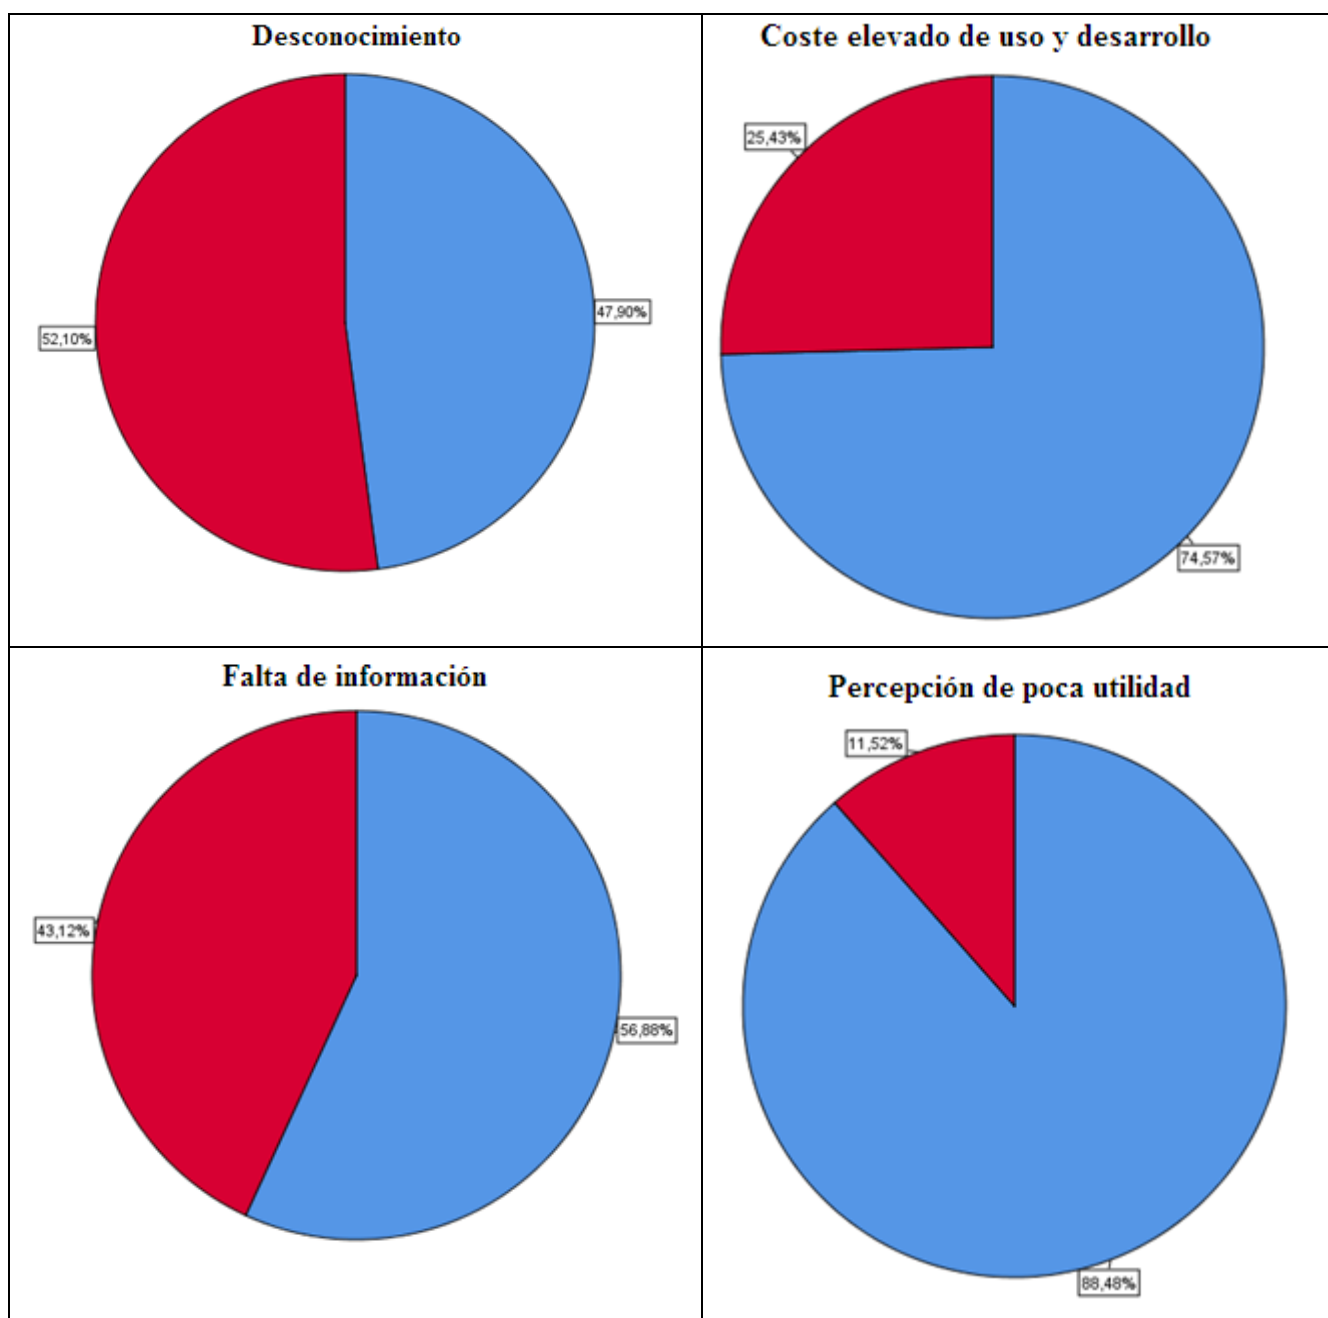 Desconocimiento
52,10%
47,90%
Coste elevado de uso y desarrollo
25,43%
74,57%
Falta de información
43,12%
56,88%
Percepción de poca utilidad
11,52%
88,48%